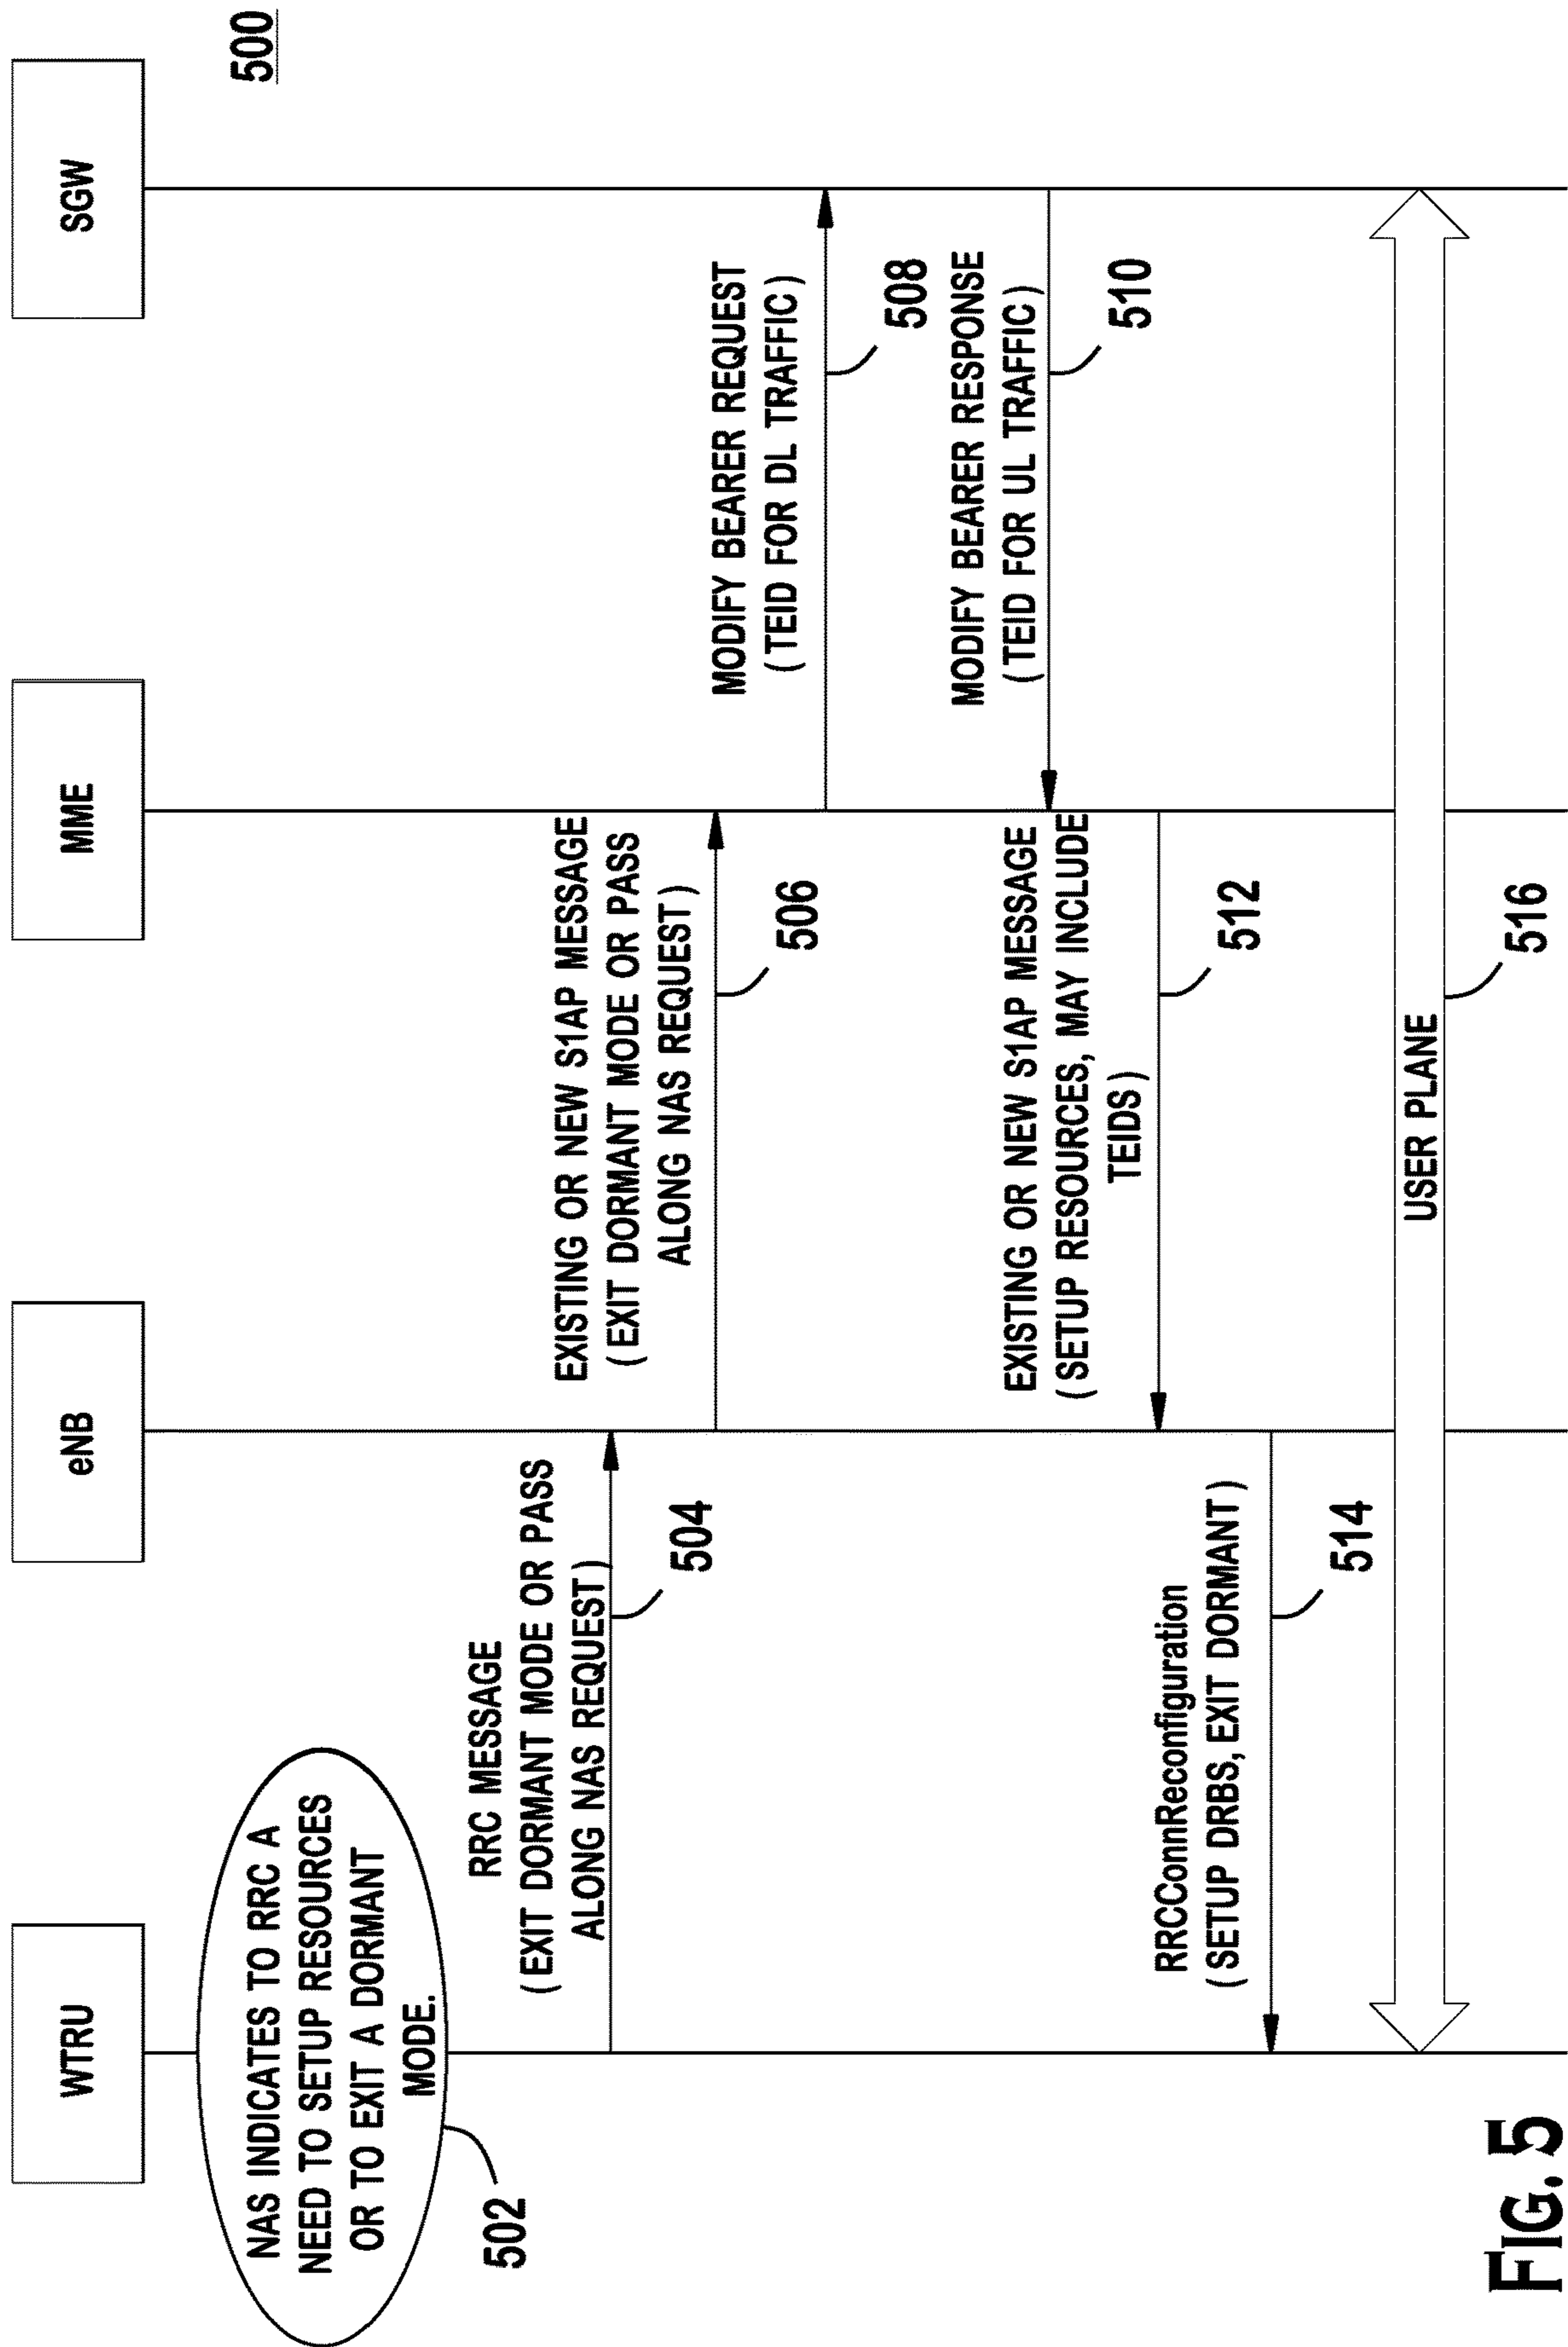 500
WTRU
eNB
MME
SGW
NAS INDICATES TO RRC A
NEED TO SETUP RESOURCES
OR TO EXIT A DORMANT
MODE.
502
RRC MESSAGE
(EXIT DORMANT MODE OR PASS
ALONG NAS REQUEST)
504
EXISTING OR NEW S1AP MESSAGE
(EXIT DORMANT MODE OR PASS
ALONG NAS REQUEST)
506
MODIFY BEARER REQUEST
(TEID FOR DL TRAFFIC)
508
MODIFY BEARER RESPONSE
(TEID FOR UL TRAFFIC)
510
EXISTING OR NEW S1AP MESSAGE
(SETUP RESOURCES, MAY INCLUDE
TEIDS)
512
RRCConnReconfiguration
(SETUP DRBS, EXIT DORMANT)
514
USER PLANE
516
FIG. 5